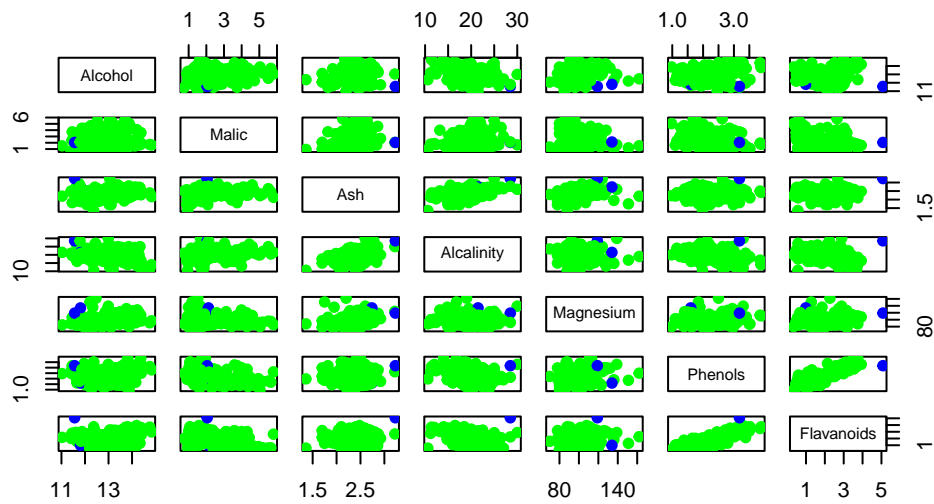 1 3 5
10 20 30
1.0 3.0
Alcohol
11
1 6
Malic
Ash
1.5
10
Alcalinity
Magnesium
80
1.0
Phenols
Flavanoids
1
11 13
1.5 2.5
80 140
1 3 5